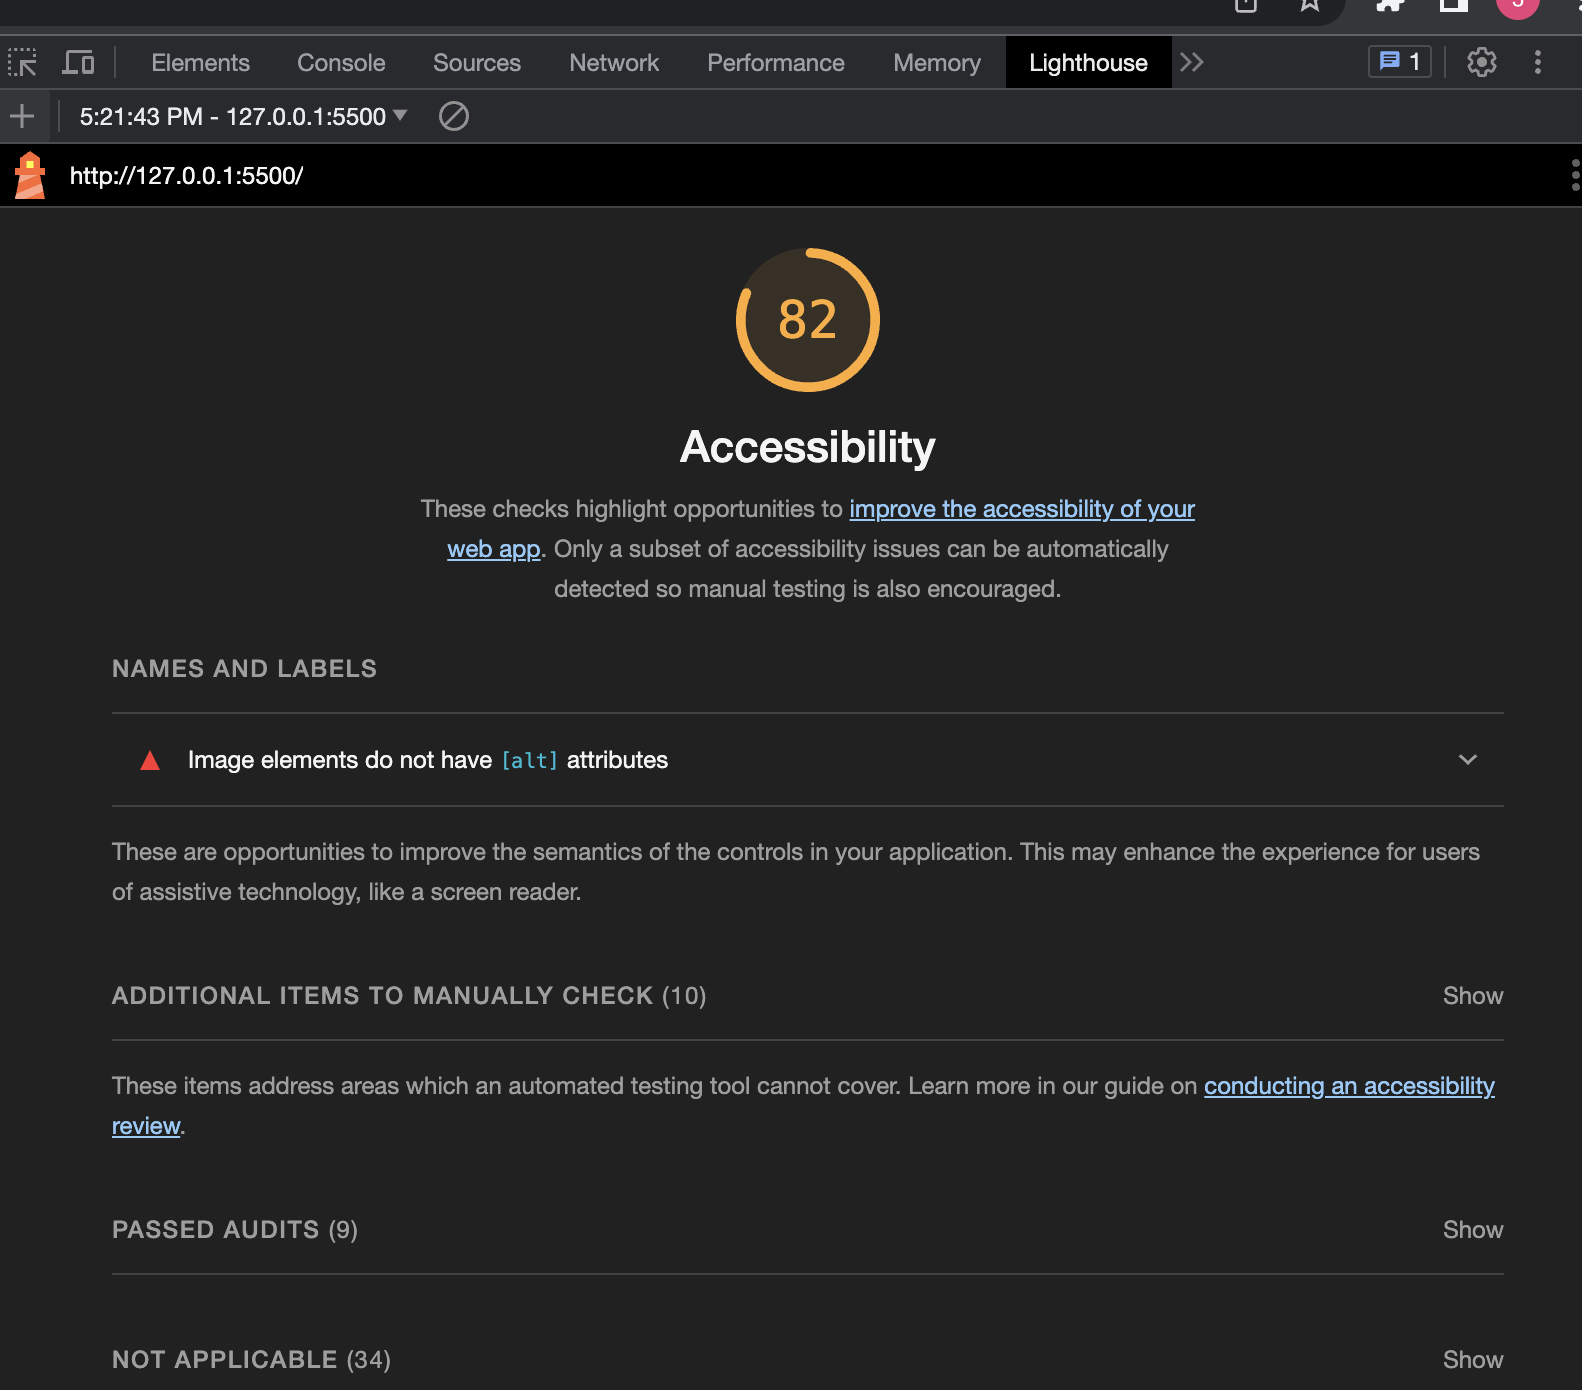 Elements Console Sources Network Performance Memory Lighthouse 1
5:21:43 PM - 127.0.0.1:5500
http://127.0.0.1:5500/
82
Accessibility
These checks highlight opportunities to improve the accessibility of your
web app. Only a subset of accessibility issues can be automatically
detected so manual testing is also encouraged.
NAMES AND LABELS
Image elements do not have [alt] attributes
These are opportunities to improve the semantics of the controls in your application. This may enhance the experience for users
of assistive technology, like a screen reader.
ADDITIONAL ITEMS TO MANUALLY CHECK (10) Show
These items address areas which an automated testing tool cannot cover. Learn more in our guide on conducting an accessibility
review.
PASSED AUDITS (9) Show
NOT APPLICABLE (34) Show